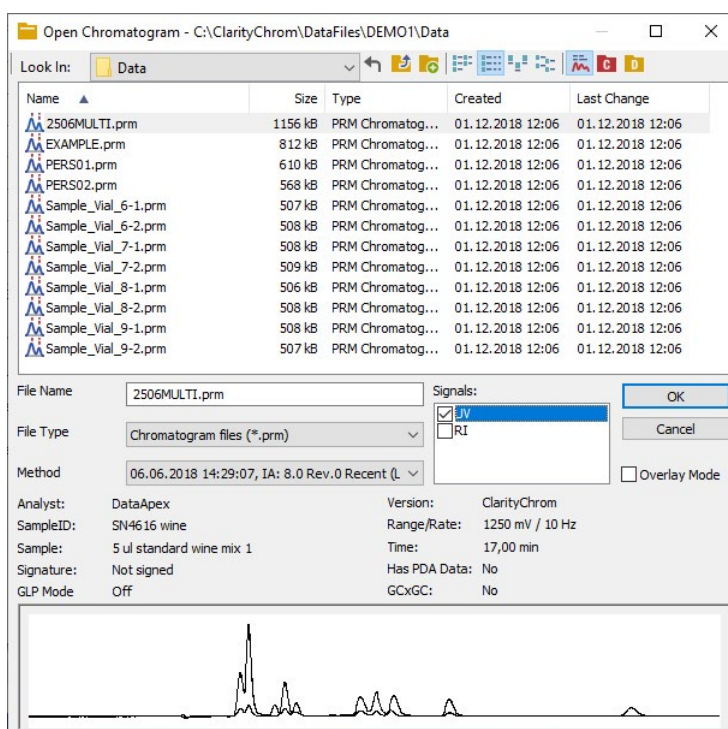 Open Chromatogram - C:\ClarityChrom\DataFiles\DEMO1\Data
Look In: Data
C D
Name Size Type Created Last Change
2506MULTI.prm 1156 kB PRM Chromatog... 01.12.2018 12:06 01.12.2018 12:06
EXAMPLE.prm 812 kB PRM Chromatog... 01.12.2018 12:06 01.12.2018 12:06
PERS01.prm 610 kB PRM Chromatog... 01.12.2018 12:06 01.12.2018 12:06
PERS02.prm 568 kB PRM Chromatog... 01.12.2018 12:06 01.12.2018 12:06
Sample_Vial_6-1.prm 507 kB PRM Chromatog... 01.12.2018 12:06 01.12.2018 12:06
Sample_Vial_6-2.prm 508 kB PRM Chromatog... 01.12.2018 12:06 01.12.2018 12:06
Sample_Vial_7-1.prm 508 kB PRM Chromatog... 01.12.2018 12:06 01.12.2018 12:06
Sample_Vial_7-2.prm 509 kB PRM Chromatog... 01.12.2018 12:06 01.12.2018 12:06
Sample_Vial_8-1.prm 506 kB PRM Chromatog... 01.12.2018 12:06 01.12.2018 12:06
Sample_Vial_8-2.prm 508 kB PRM Chromatog... 01.12.2018 12:06 01.12.2018 12:06
Sample_Vial_9-1.prm 508 kB PRM Chromatog... 01.12.2018 12:06 01.12.2018 12:06
Sample_Vial_9-2.prm 507 kB PRM Chromatog... 01.12.2018 12:06 01.12.2018 12:06
File Name 2506MULTI.prm Signals: OK
UV
RI
File Type Chromatogram files (*.prm) Cancel
Method 06.06.2018 14:29:07, IA: 8.0 Rev.0 Recent (L Overlay Mode
Analyst: DataApex Version: ClarityChrom
SampleID: SN4616 wine Range/Rate: 1250 mV / 10 Hz
Sample: 5 ul standard wine mix 1 Time: 17,00 min
Signature: Not signed Has PDA Data: No
GLP Mode Off GCxGC: No